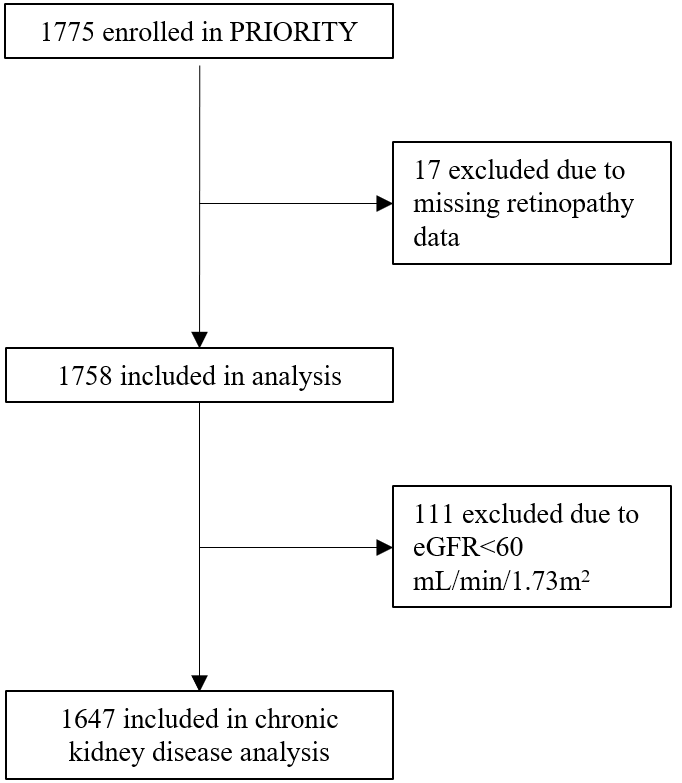 1775 enrolled in PRIORITY
17 excluded due to
missing retinopathy
data
1758 included in analysis
111 excluded due to
eGFR<60
mL/min/1.73m²
1647 included in chronic
kidney disease analysis